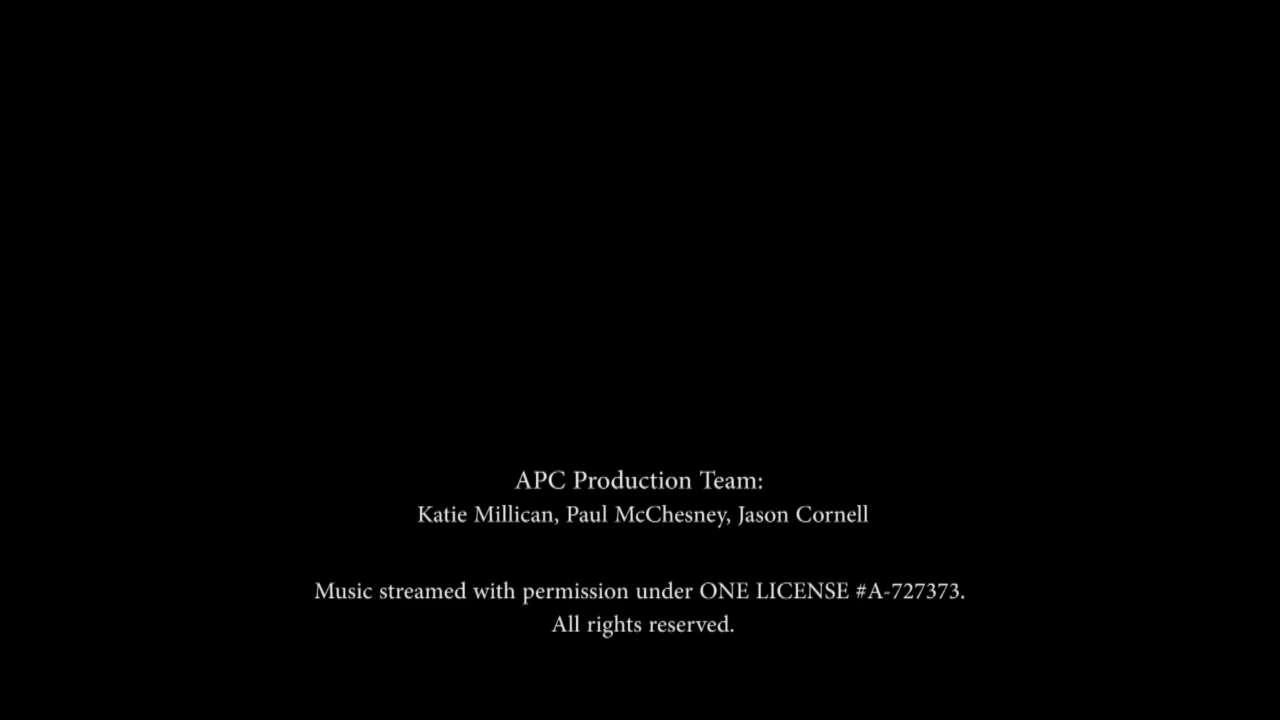 APC Production Team:
Katie Millican, Paul McChesney, Jason Cornell
Music streamed with permission under ONE LICENSE #A-727373.
All rights reserved.